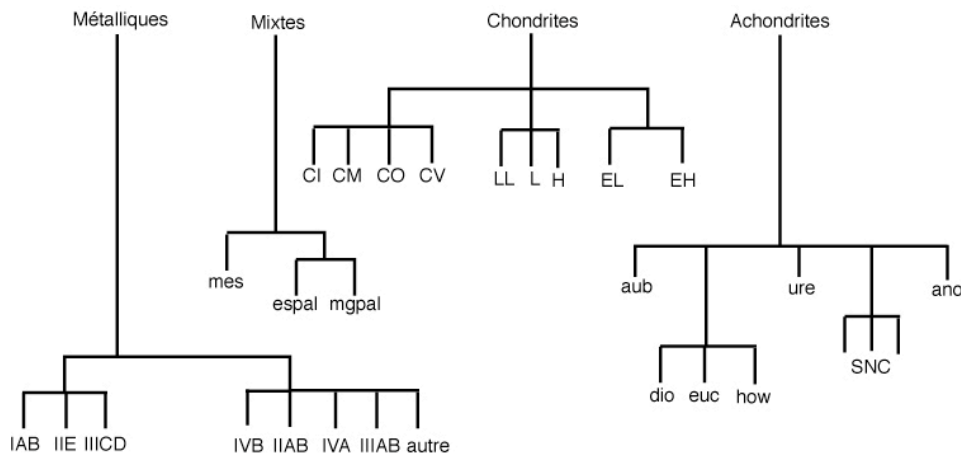 Métalliques Mixtes Chondrites Achondrites
CI CM CO CV LL L H EL EH
mes
espal mgpal
aub ure ano
SNC
dio euc how
IAB IIE IIICD IVB IIAB IVA IIIAB autre